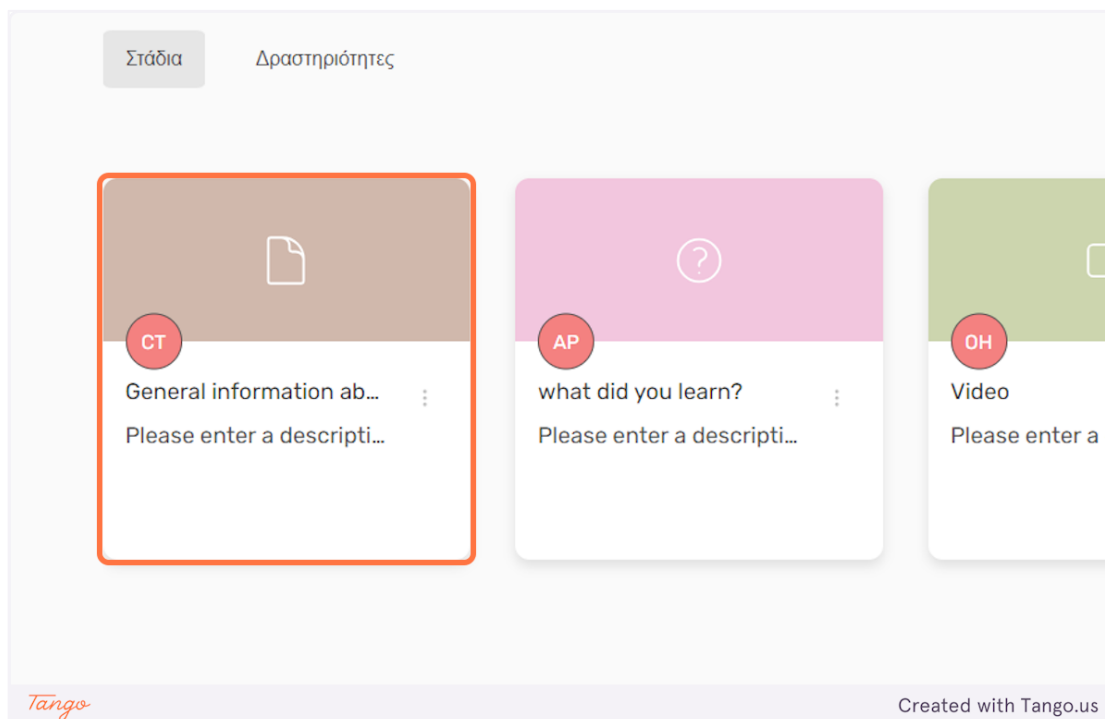 Στάδια Δραστηριότητες
CT AP OH
General information ab... what did you learn? Video
Please enter a descripti... Please enter a descripti... Please enter a
Tango Created with Tango.us